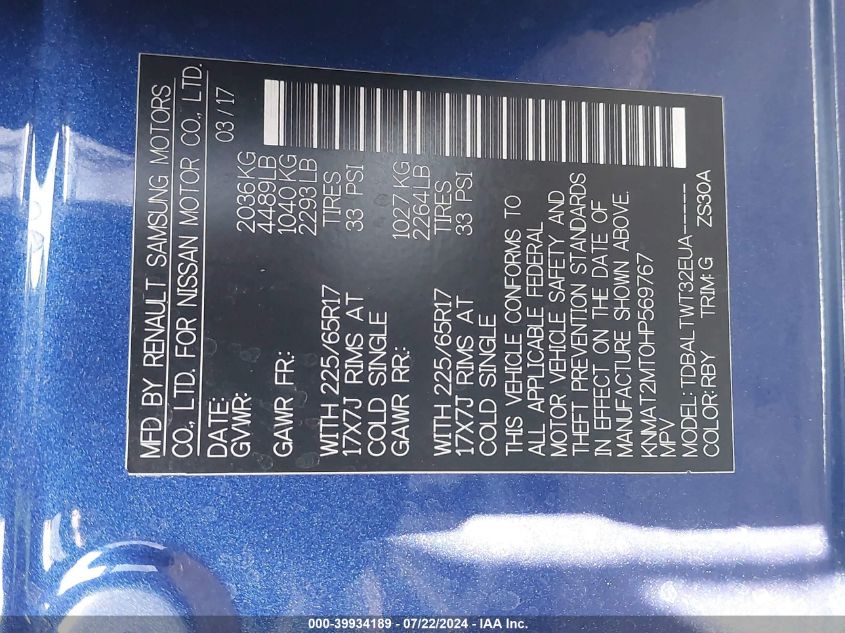 MFD BY RENAULT SAMSUNG MOTORS
CO., LTD. FOR NISSAN MOTOR CO., LTD.
DATE: 03/17
GVWR: 2036KG
4489LB
GAWR FR: 1040KG
2293LB
WITH 225/65R17 TIRES
17X7J RIMS AT 33 PSI
COLD SINGLE
GAWR RR: 1027KG
2264LB
WITH 225/65R17 TIRES
17X7J RIMS AT 33 PSI
COLD SINGLE
THIS VEHICLE CONFORMS TO
ALL APPLICABLE FEDERAL
MOTOR VEHICLE SAFETY AND
THEFT PREVENTION STANDARDS
IN EFFECT ON THE DATE OF
MANUFACTURE SHOWN ABOVE.
KNMAT2MT0HP569767
MPV
MODEL: TDBALTWT32EUA-----
COLOR: RBY TRIM: G ZS30A
000-39934189 - 07/22/2024 - IAA Inc.